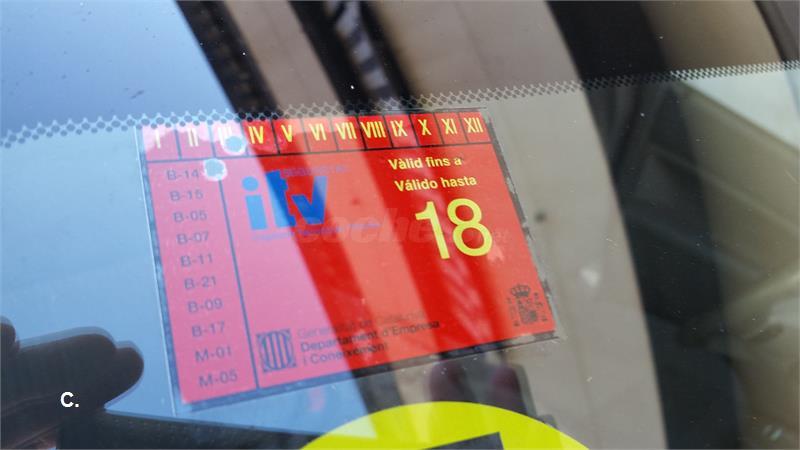 I II III IV V VI VII VIII IX X XI XII
B-14
B-15
B-05
B-07
B-11
B-21
B-09
B-17
M-01
M-05
itv
Vàlid fins a
Válido hasta
18
Generalitat de Catalunya
Departament d'Empresa
i Coneixement
C.